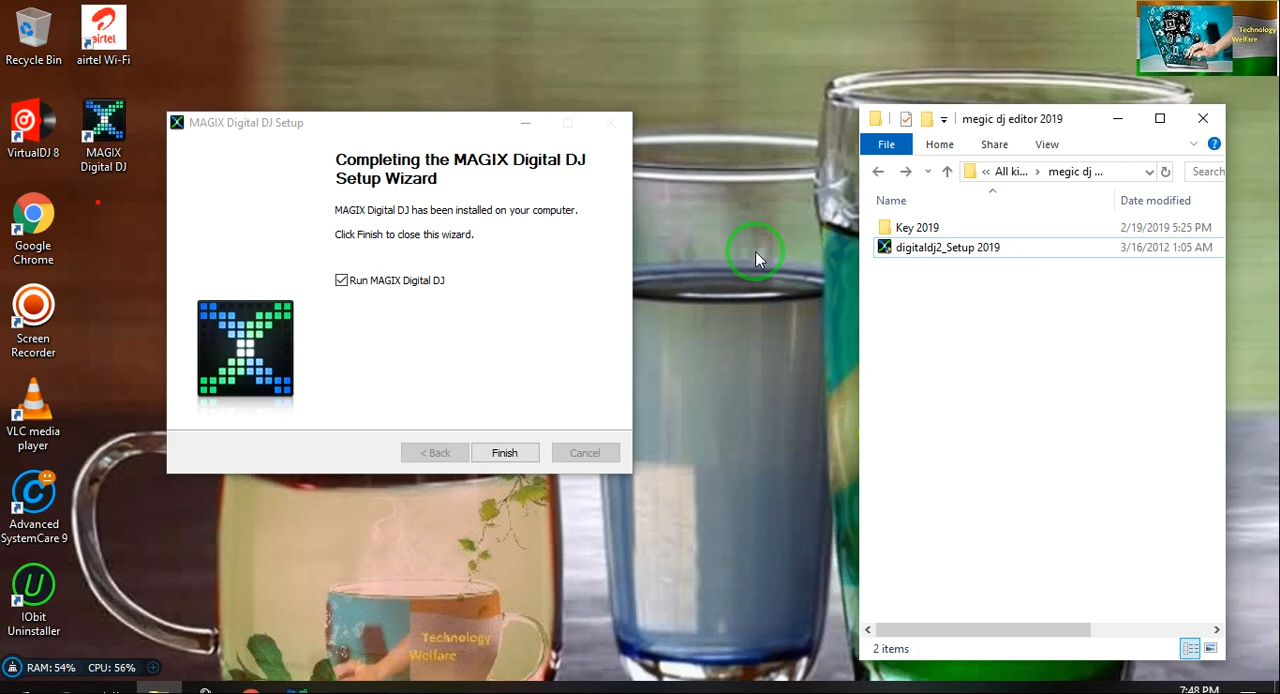 Recycle Bin
airtel
airtel Wi-Fi
VirtualDJ 8
MAGIX
Digital DJ
Google
Chrome
Screen
Recorder
VLC media
player
Advanced
SystemCare 9
IObit
Uninstaller
RAM: 54% CPU: 56%
MAGIX Digital DJ Setup
Completing the MAGIX Digital DJ
Setup Wizard
MAGIX Digital DJ has been installed on your computer.
Click Finish to close this wizard.
Run MAGIX Digital DJ
< Back Finish Cancel
Technology
Welfare
Technology
Welfare
megic dj editor 2019
File Home Share View
« All ki... › megic dj ... Search
Name Date modified
Key 2019 2/19/2019 5:25 PM
digitaldj2_Setup 2019 3/16/2012 1:05 AM
2 items
7:48 PM